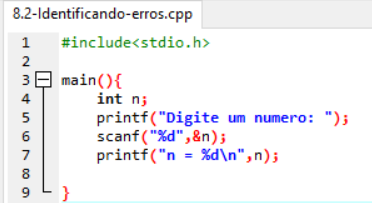 8.2-Identificando-erros.cpp
1 #include<stdio.h>
2
3 main(){
4 int n;
5 printf("Digite um numero: ");
6 scanf("%d",&n);
7 printf("n = %d\n",n);
8
9 }